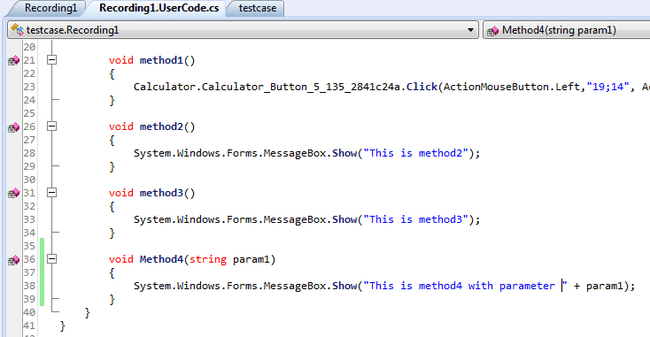 Recording1 Recording1.UserCode.cs testcase
testcase.Recording1 Method4(string param1)
20
21 void method1()
22 {
23 Calculator.Calculator_Button_5_135_2841c24a.Click(ActionMouseButton.Left,"19;14", A
24 }
25
26 void method2()
27 {
28 System.Windows.Forms.MessageBox.Show("This is method2");
29 }
30
31 void method3()
32 {
33 System.Windows.Forms.MessageBox.Show("This is method3");
34 }
35
36 void Method4(string param1)
37 {
38 System.Windows.Forms.MessageBox.Show("This is method4 with parameter " + param1);
39 }
40 }
41 }